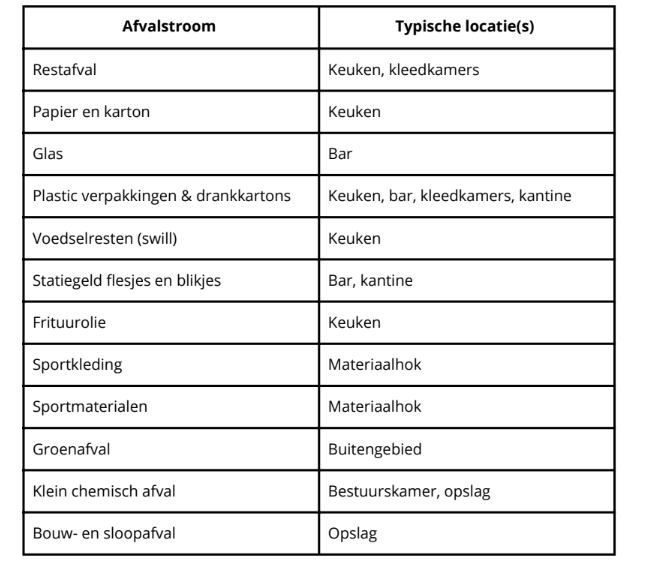 Afvalstroom Typische locatie(s)
Restafval Keuken, kleedkamers
Papier en karton Keuken
Glas Bar
Plastic verpakkingen & drankkartons Keuken, bar, kleedkamers, kantine
Voedselresten (swill) Keuken
Statiegeld flesjes en blikjes Bar, kantine
Frituurolie Keuken
Sportkleding Materiaalhok
Sportmaterialen Materiaalhok
Groenafval Buitengebied
Klein chemisch afval Bestuurskamer, opslag
Bouw- en sloopafval Opslag